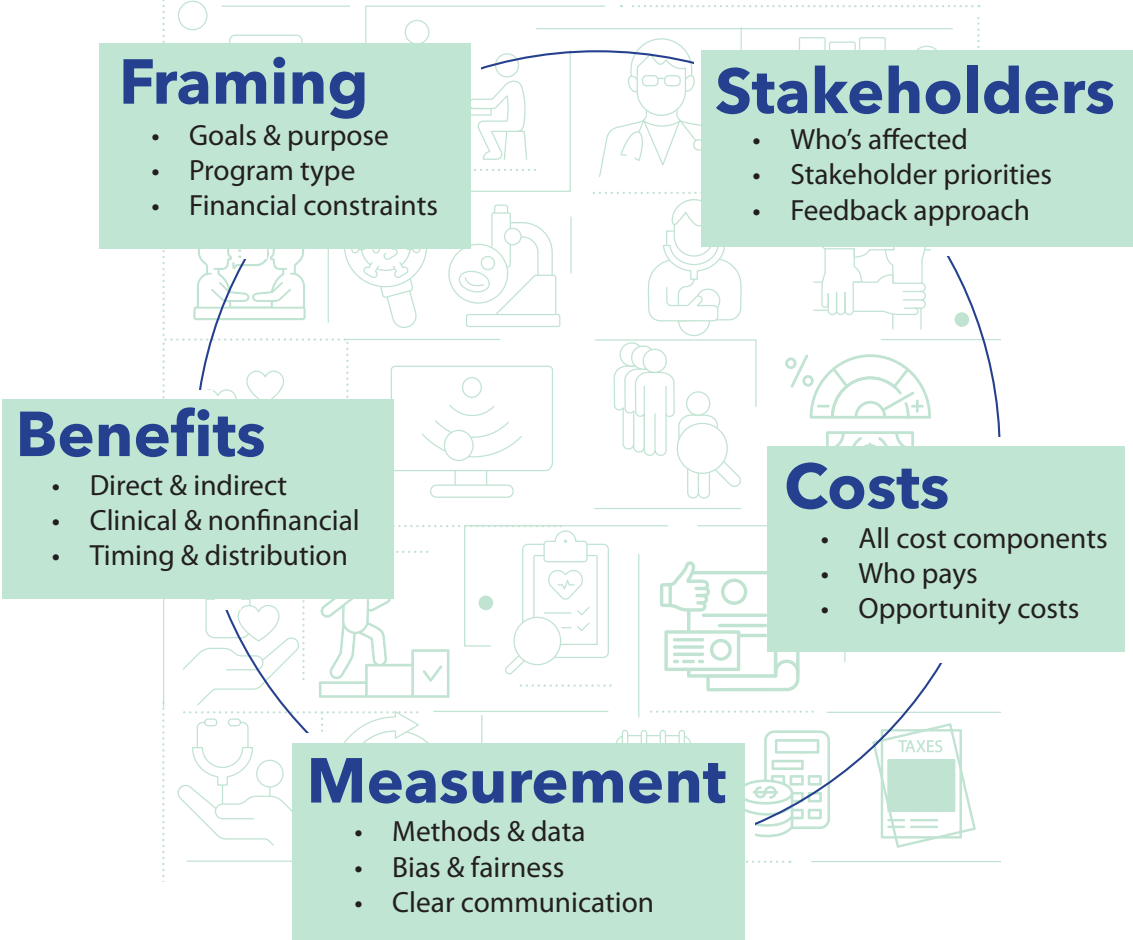 Framing
• Goals & purpose
• Program type
• Financial constraints
Stakeholders
• Who's affected
• Stakeholder priorities
• Feedback approach
Benefits
• Direct & indirect
• Clinical & nonfinancial
• Timing & distribution
%
− +
Costs
• All cost components
• Who pays
• Opportunity costs
Measurement
• Methods & data
• Bias & fairness
• Clear communication
$
TAXES